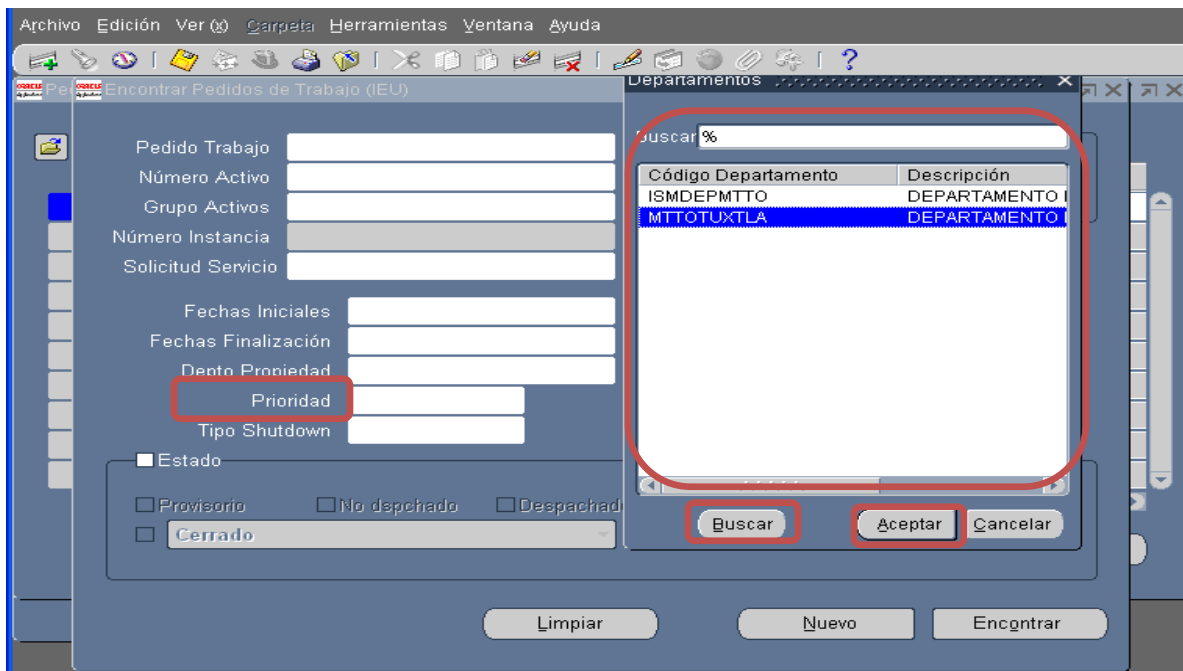 Archivo Edición Ver (x) Carpeta Herramientas Ventana Ayuda
Pe
Encontrar Pedidos de Trabajo (IEU)
Departamentos
Pedido Trabajo
Número Activo
Grupo Activos
Número Instancia
Solicitud Servicio
Fechas Iniciales
Fechas Finalización
Depto Propiedad
Prioridad
Tipo Shutdown
Estado
Provisorio No dspchado Despachad
Cerrado
Buscar %
Código Departamento Descripción
ISMDEPMTTO DEPARTAMENTO
MTTOTUXTLA DEPARTAMENTO
Buscar Aceptar Cancelar
Limpiar Nuevo Encontrar